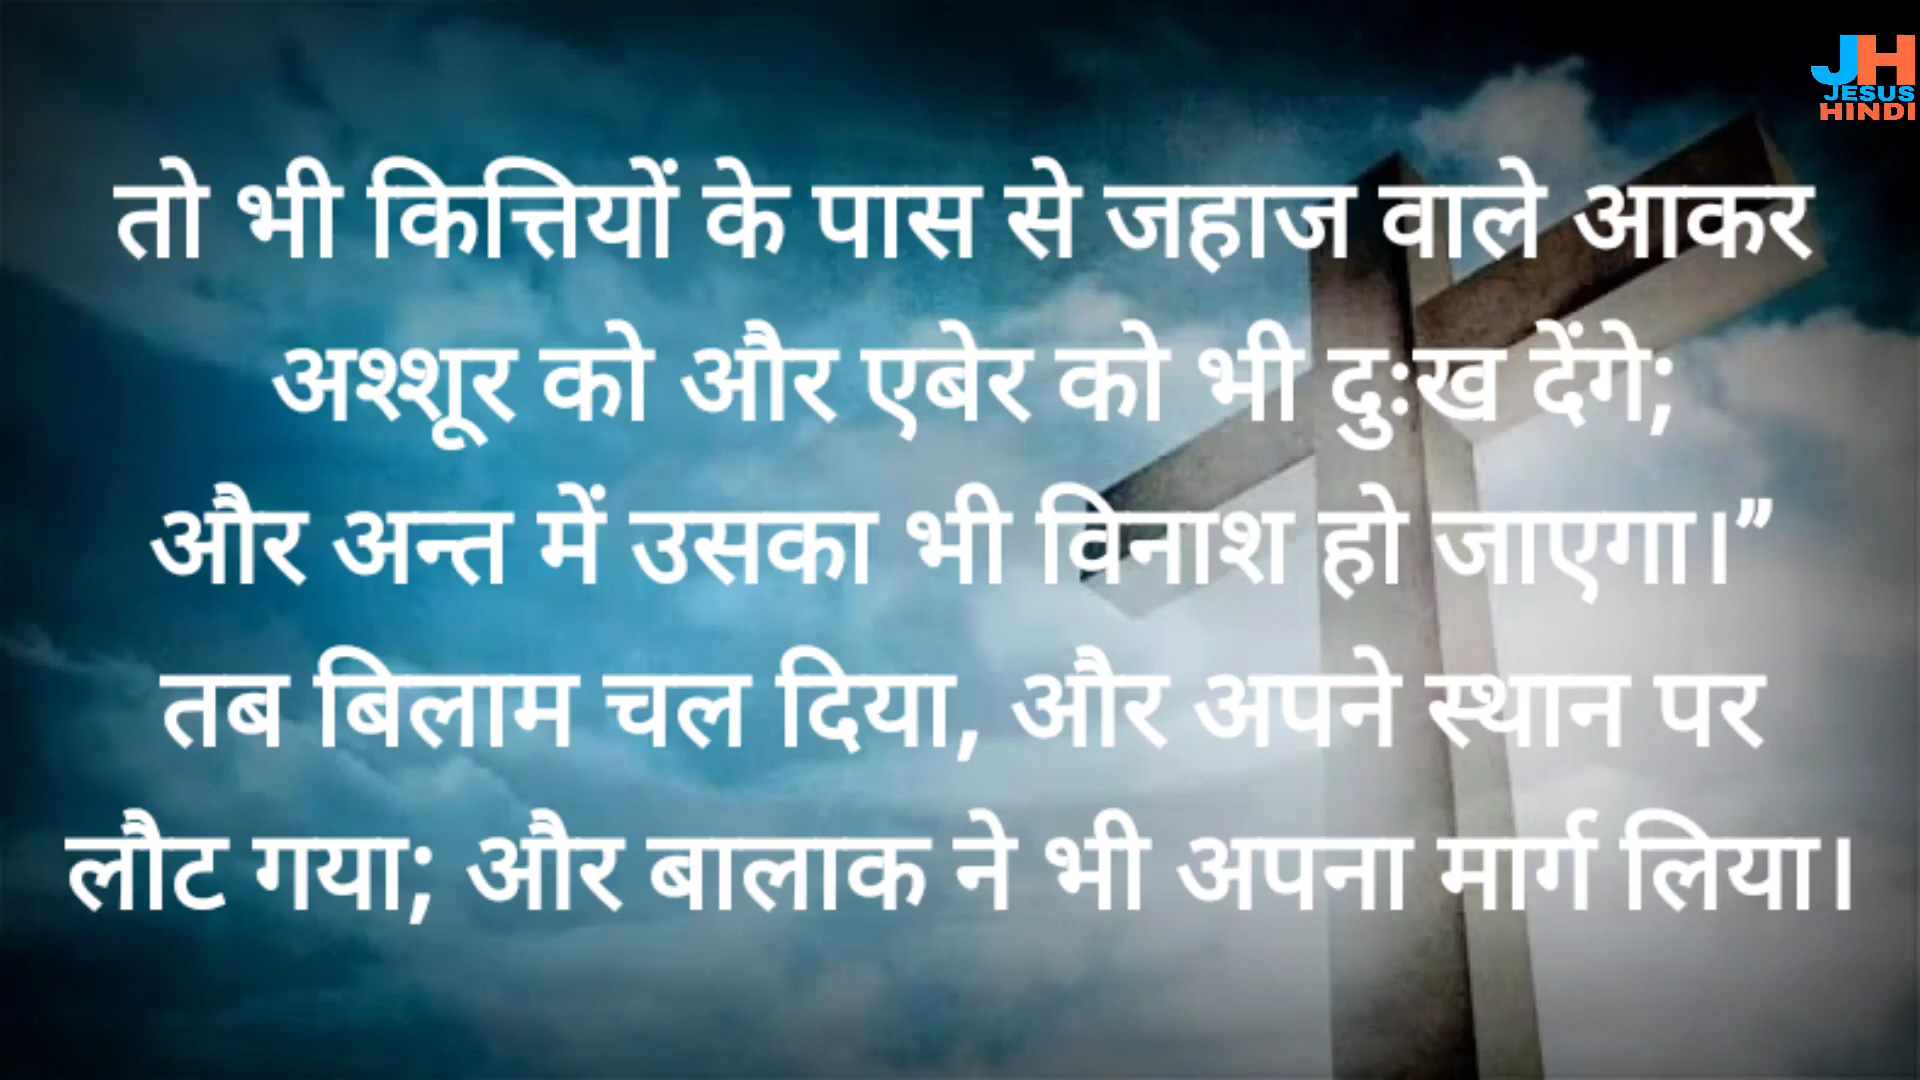 JH
JESUS
HINDI
तो भी कित्तियों के पास से जहाज वाले आकर
अश्शूर को और एबेर को भी दुःख देंगे;
और अन्त में उसका भी विनाश हो जाएगा।”
तब बिलाम चल दिया, और अपने स्थान पर
लौट गया; और बालाक ने भी अपना मार्ग लिया।